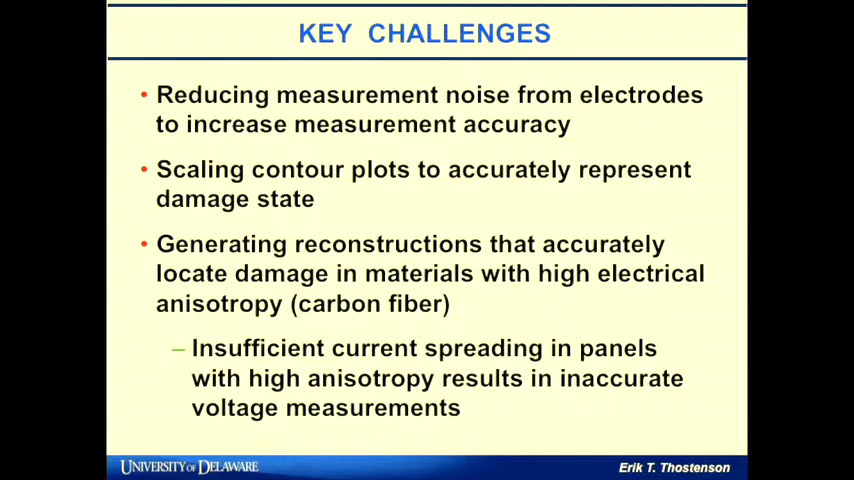 KEY CHALLENGES
• Reducing measurement noise from electrodes
to increase measurement accuracy
• Scaling contour plots to accurately represent
damage state
• Generating reconstructions that accurately
locate damage in materials with high electrical
anisotropy (carbon fiber)
– Insufficient current spreading in panels
with high anisotropy results in inaccurate
voltage measurements
UNIVERSITY OF DELAWARE
Erik T. Thostenson